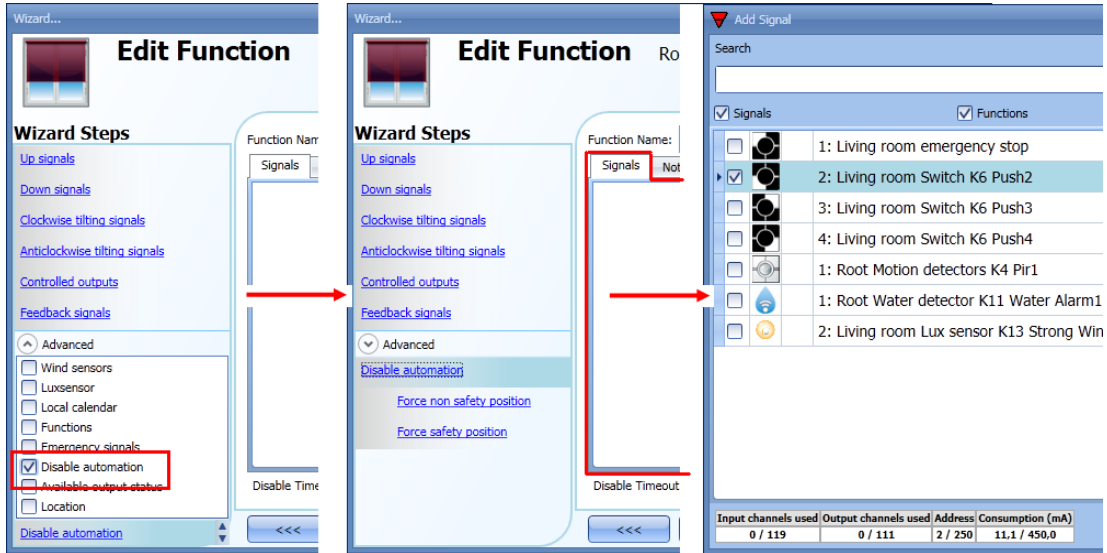 Wizard...
Edit Function
Wizard Steps
Up signals
Down signals
Clockwise tilting signals
Anticlockwise tilting signals
Controlled outputs
Feedback signals
Advanced
Wind sensors
Luxsensor
Local calendar
Functions
Emergency signals
Disable automation
Available output status
Location
Disable automation
Function Nam
Signals
Disable Time
<<<
Wizard...
Edit Function Ro
Wizard Steps
Up signals
Down signals
Clockwise tilting signals
Anticlockwise tilting signals
Controlled outputs
Feedback signals
Advanced
Disable automation
Force non safety position
Force safety position
Function Name:
Signals Not
Disable Timeout
<<<
Add Signal
Search
Signals Functions
1: Living room emergency stop
2: Living room Switch K6 Push2
3: Living room Switch K6 Push3
4: Living room Switch K6 Push4
1: Root Motion detectors K4 Pir1
1: Root Water detector K11 Water Alarm1
2: Living room Lux sensor K13 Strong Win
Input channels used Output channels used Address Consumption (mA)
0 / 119 0 / 111 2 / 250 11,1 / 450,0